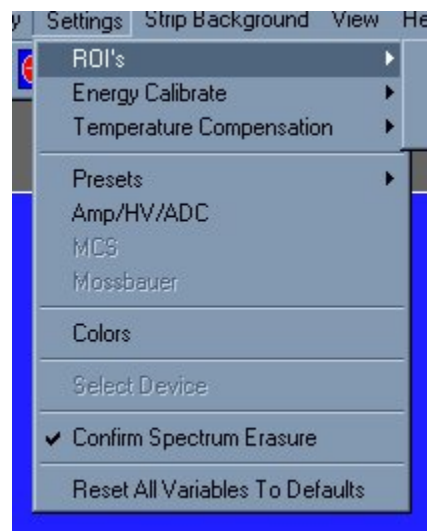 y Settings Strip Background View He
ROI's
Energy Calibrate
Temperature Compensation
Presets
Amp/HV/ADC
MCS
Mossbauer
Colors
Select Device
Confirm Spectrum Erasure
Reset All Variables To Defaults